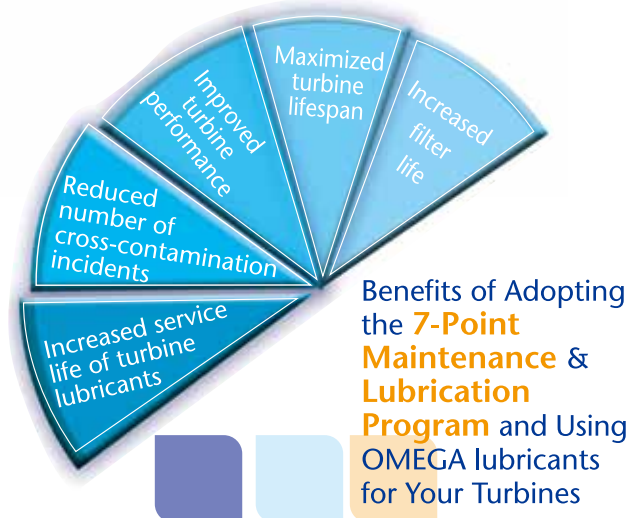 Increased service
life of turbine
lubricants
Reduced
number of
cross-contamination
incidents
Improved
turbine
performance
Maximized
turbine
lifespan
Increased
filter
life
Benefits of Adopting
the 7-Point
Maintenance &
Lubrication
Program and Using
OMEGA lubricants
for Your Turbines